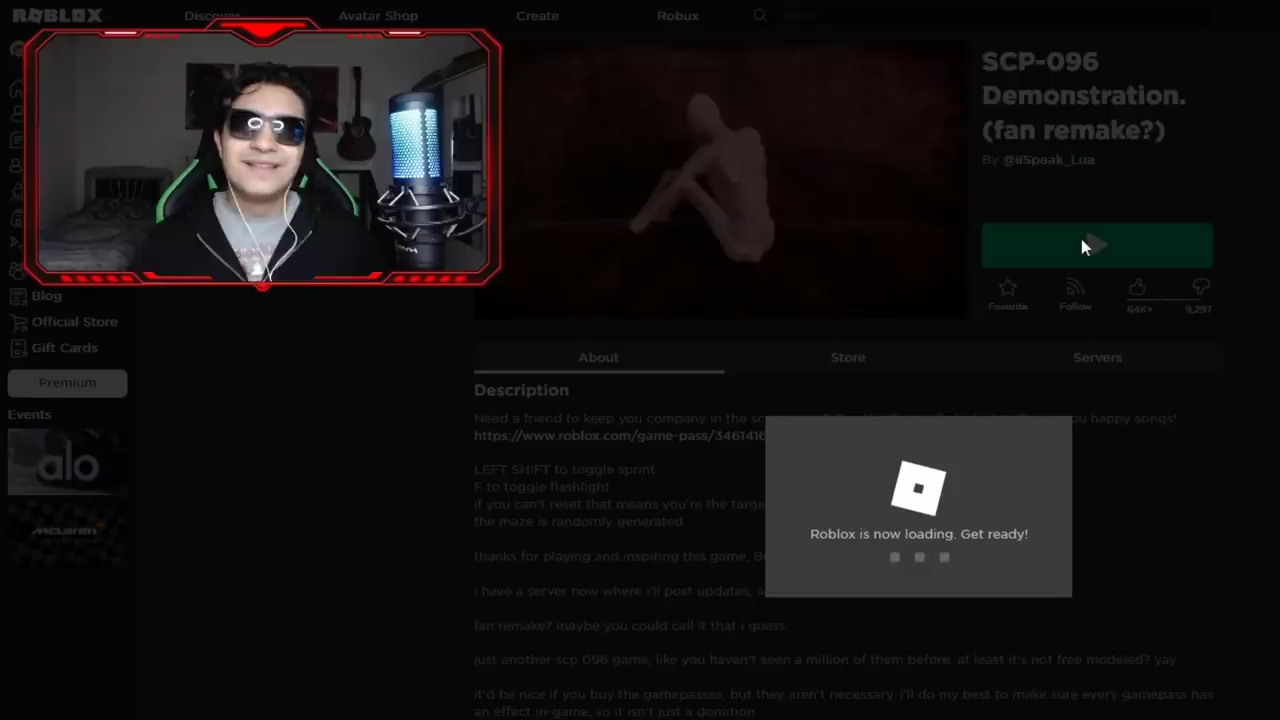 ROBLOX
Discover
Avatar Shop
Create
Robux
SCP-096
Demonstration.
(fan remake?)
By @iiSpeak_Lua
Favorite
Follow
64K+
9,297
Blog
Official Store
Gift Cards
Premium
Events
alo
McLaren
About
Store
Servers
Description
Need a friend to keep you company in the
you happy songs!
https://www.roblox.com/game-pass/3461416
LEFT SHIFT to toggle sprint
F to toggle flashlight
if you can't reset that means you're the targe
the maze is randomly generated
thanks for playing and inspiring this game, B
i have a server now where i'll post updates, s
fan remake? maybe you could call it that i guess.
just another scp 096 game, like you haven't seen a million of them before. at least it's not free modeled? yay
it'd be nice if you buy the gamepasses, but they aren't necessary. i'll do my best to make sure every gamepass has
an effect in-game, so it isn't just a donation
Roblox is now loading. Get ready!